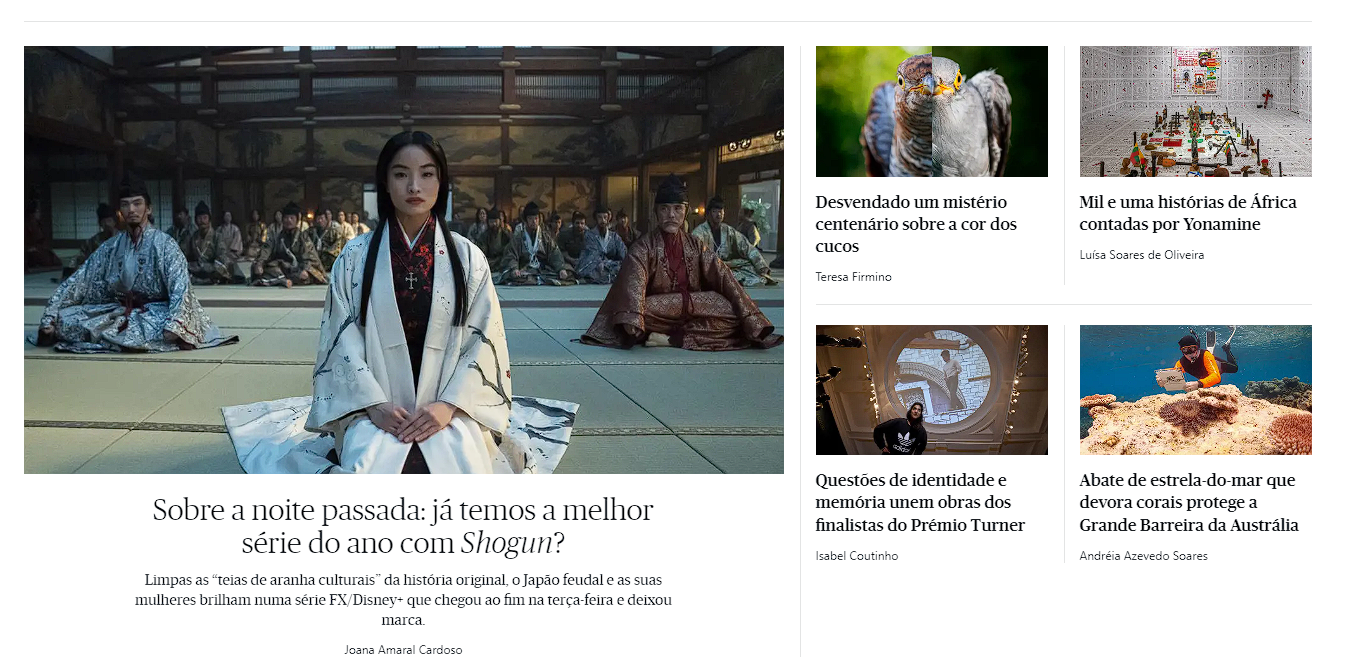 Sobre a noite passada: já temos a melhor
série do ano com Shogun?
Limpas as “teias de aranha culturais” da história original, o Japão feudal e as suas
mulheres brilham numa série FX/Disney+ que chegou ao fim na terça-feira e deixou
marca.
Joana Amaral Cardoso
Desvendado um mistério
centenário sobre a cor dos
cucos
Teresa Firmino
Mil e uma histórias de África
contadas por Yonamine
Luísa Soares de Oliveira
adidas
Questões de identidade e
memória unem obras dos
finalistas do Prémio Turner
Isabel Coutinho
Abate de estrela-do-mar que
devora corais protege a
Grande Barreira da Austrália
Andréia Azevedo Soares